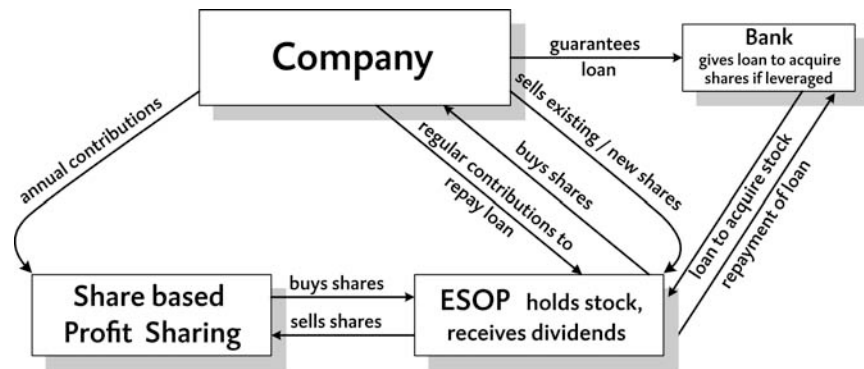 Company
guarantees
loan
Bank
gives loan to acquire
shares if leveraged
annual contributions
regular contributions to
repay loan
buys shares
sells existing / new shares
loan to acquire stock
repayment of loan
Share based
Profit Sharing
buys shares
sells shares
ESOP holds stock,
receives dividends